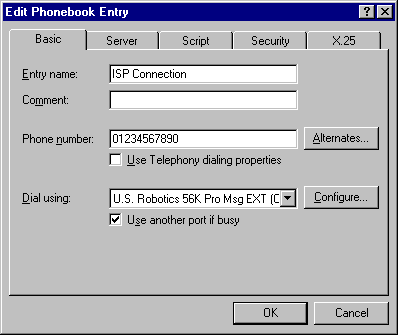 Edit Phonebook Entry
Basic Server Script Security X.25
Entry name: ISP Connection
Comment:
Phone number: 01234567890 Alternates...
Use Telephony dialing properties
Dial using: U.S. Robotics 56K Pro Msg EXT (C Configure...
Use another port if busy
OK Cancel